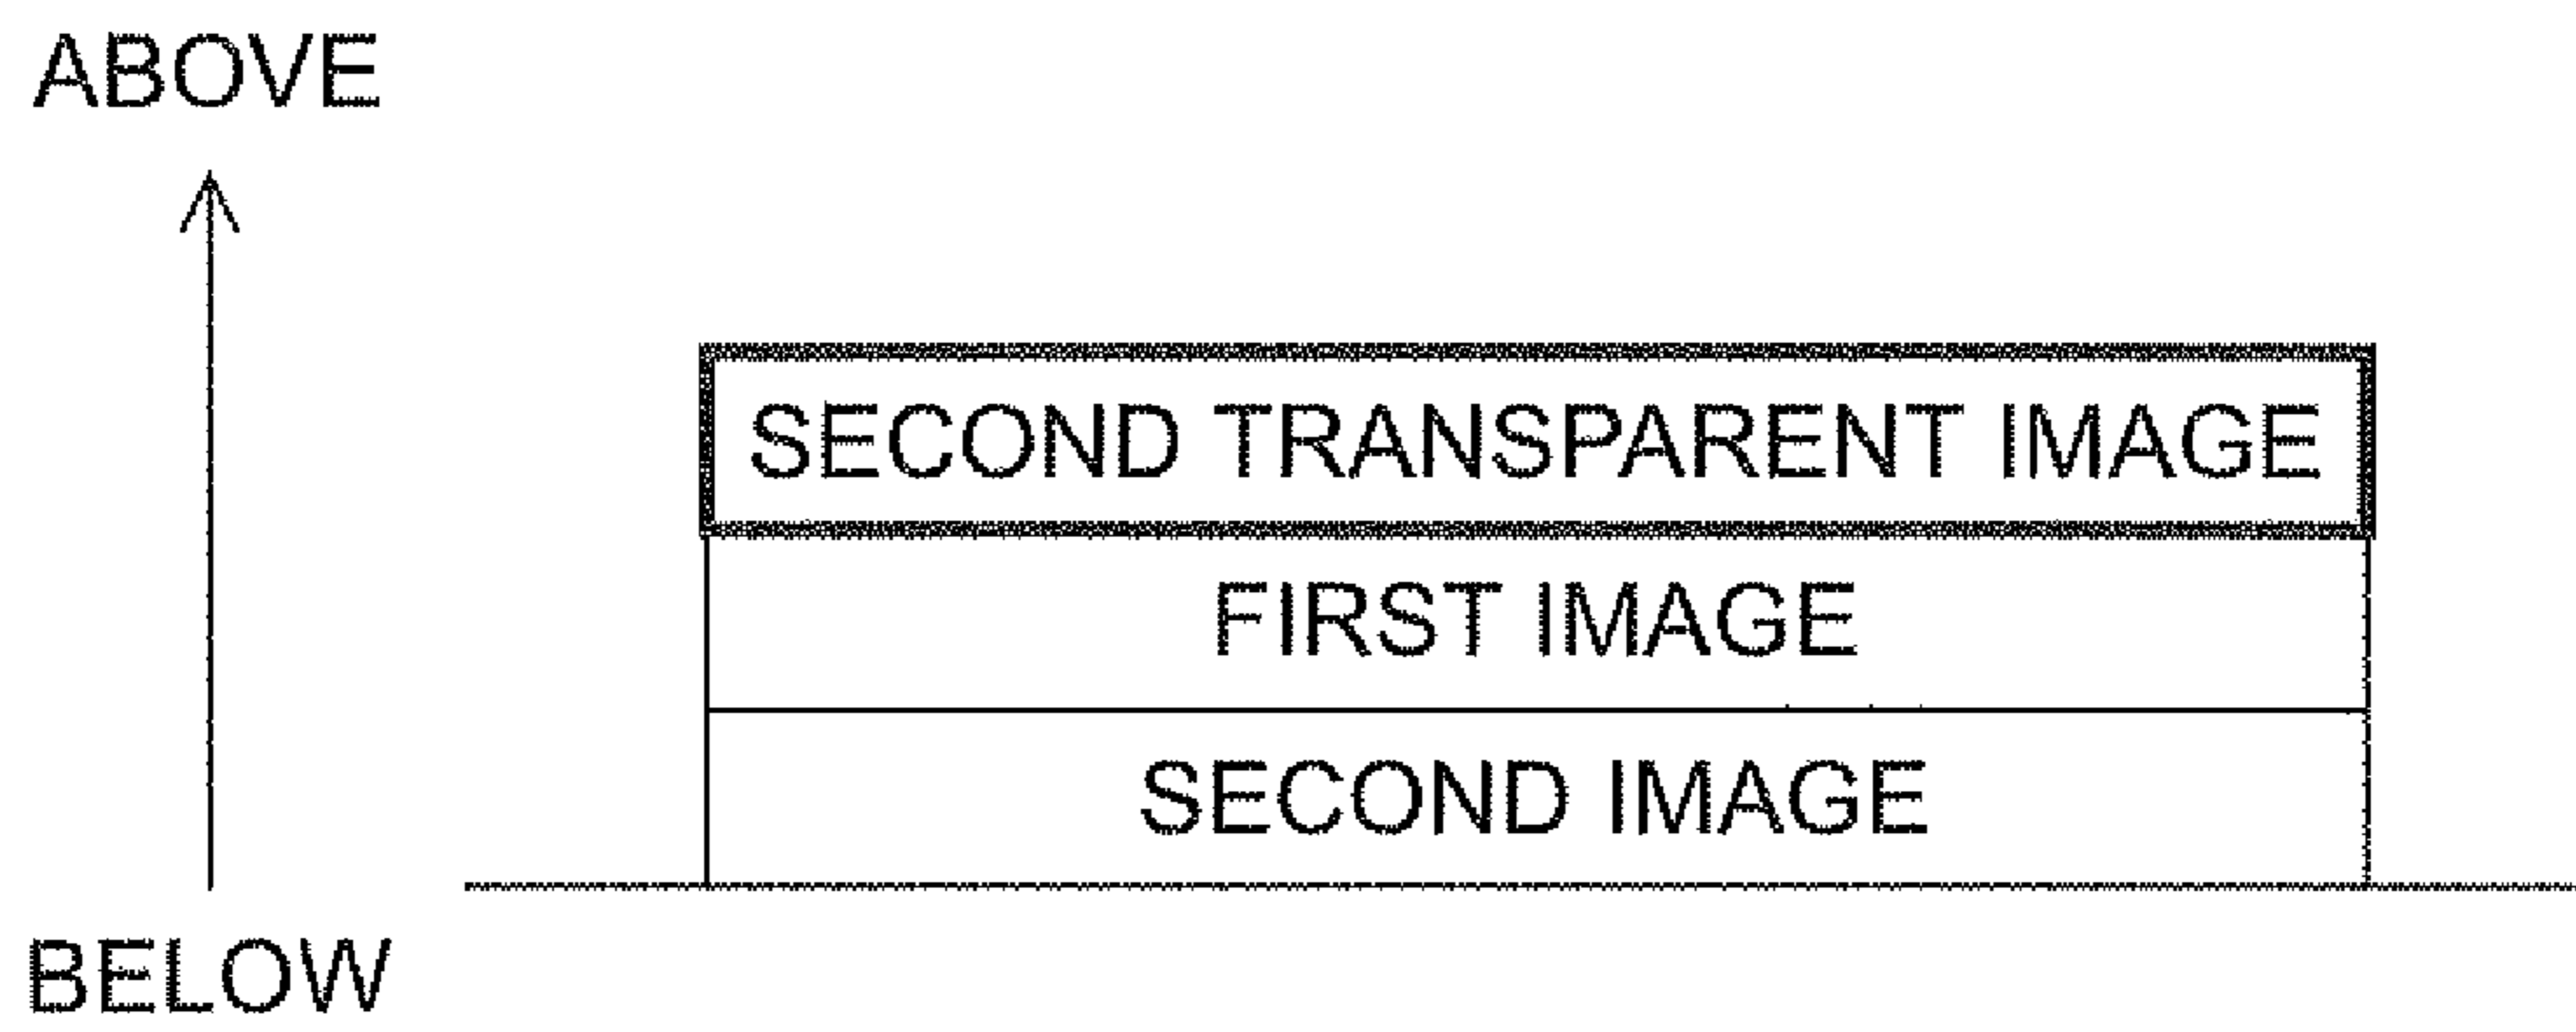 ABOVE
SECOND TRANSPARENT IMAGE
FIRST IMAGE
SECOND IMAGE
BELOW